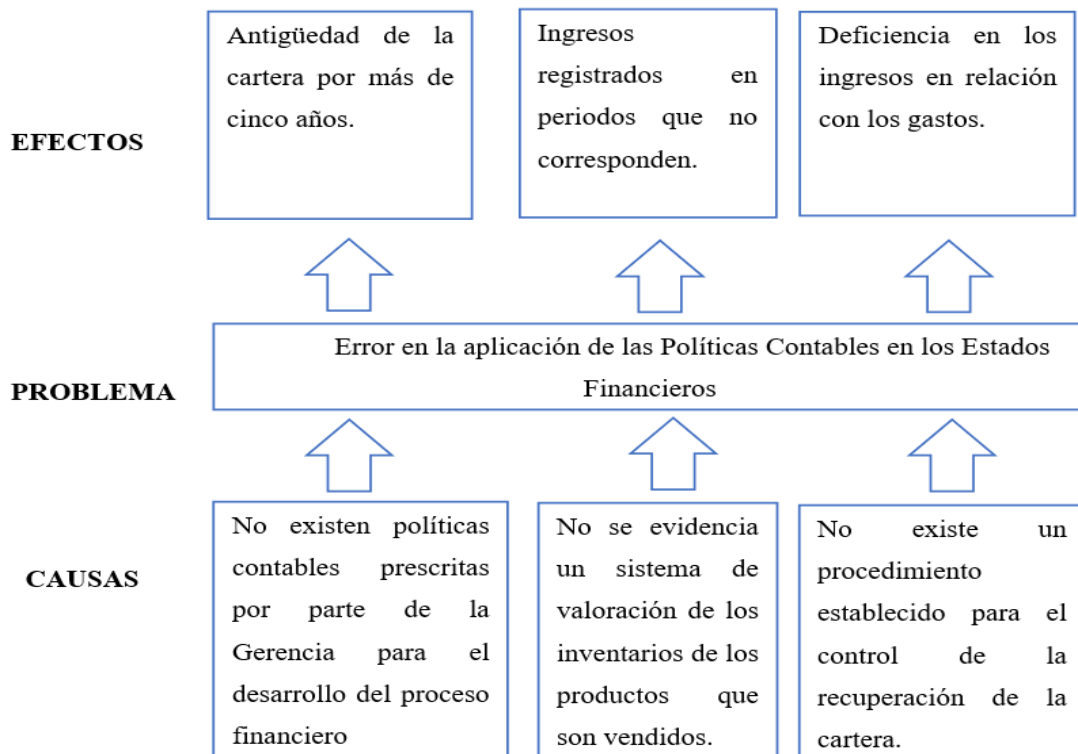 Antigüedad de la
cartera por más de
cinco años.
Ingresos
registrados en
periodos que no
corresponden.
Deficiencia en los
ingresos en relación
con los gastos.
EFECTOS
Error en la aplicación de las Políticas Contables en los Estados
Financieros
PROBLEMA
No existen políticas
contables prescritas
por parte de la
Gerencia para el
desarrollo del proceso
financiero
No se evidencia
un sistema de
valoración de los
inventarios de los
productos que
son vendidos.
No existe un
procedimiento
establecido para el
control de la
recuperación de la
cartera.
CAUSAS